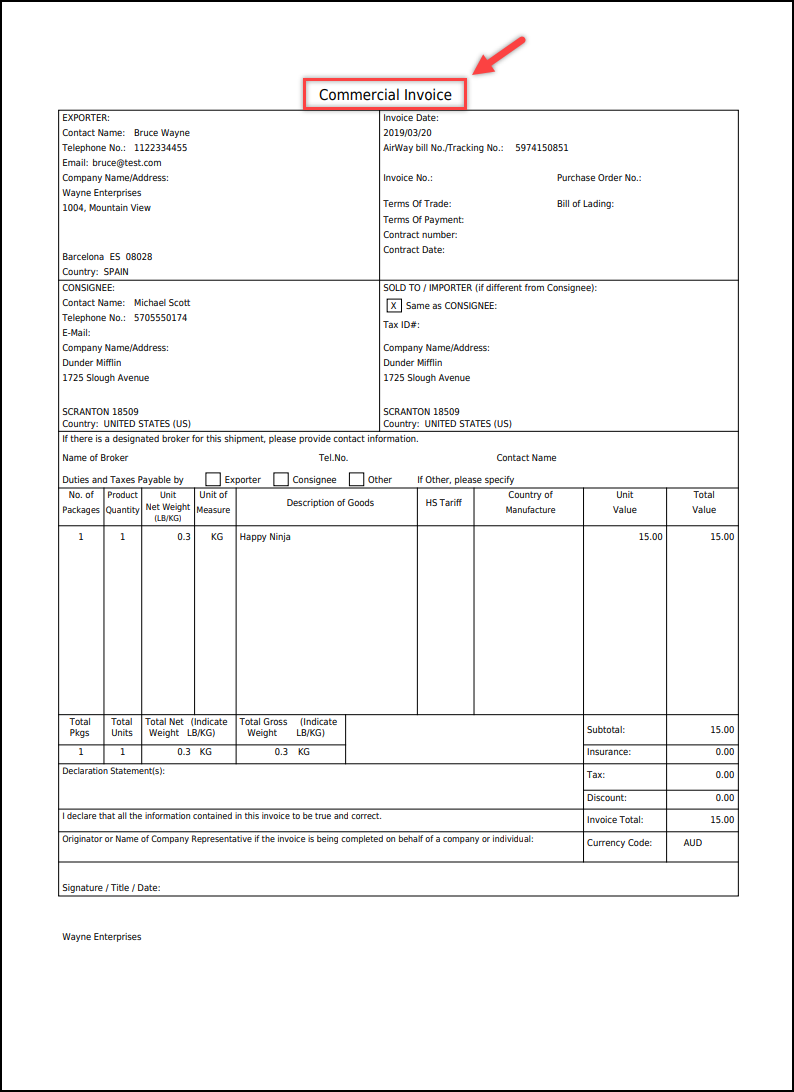 Commercial Invoice
EXPORTER:
Contact Name: Bruce Wayne
Telephone No.: 1122334455
Email: bruce@test.com
Company Name/Address:
Wayne Enterprises
1004, Mountain View
Barcelona ES 08028
Country: SPAIN
Invoice Date:
2019/03/20
AirWay bill No./Tracking No.: 5974150851
Invoice No.: Purchase Order No.:
Terms Of Trade: Bill of Lading:
Terms Of Payment:
Contract number:
Contract Date:
CONSIGNEE:
Contact Name: Michael Scott
Telephone No.: 5705550174
E-Mail:
Company Name/Address:
Dunder Mifflin
1725 Slough Avenue
SCRANTON 18509
Country: UNITED STATES (US)
SOLD TO / IMPORTER (if different from Consignee):
X Same as CONSIGNEE:
Tax ID#:
Company Name/Address:
Dunder Mifflin
1725 Slough Avenue
SCRANTON 18509
Country: UNITED STATES (US)
If there is a designated broker for this shipment, please provide contact information.
Name of Broker Tel.No. Contact Name
Duties and Taxes Payable by Exporter Consignee Other If Other, please specify
No. of Packages
Product Quantity
Unit Net Weight (LB/KG)
Unit of Measure
Description of Goods
HS Tariff
Country of Manufacture
Unit Value
Total Value
1 1 0.3 KG Happy Ninja 15.00 15.00
Total Pkgs
Total Units
Total Net Weight (Indicate LB/KG)
Total Gross Weight (Indicate LB/KG)
1 1 0.3 KG 0.3 KG
Subtotal: 15.00
Insurance: 0.00
Declaration Statement(s):
Tax: 0.00
Discount: 0.00
I declare that all the information contained in this invoice to be true and correct.
Invoice Total: 15.00
Originator or Name of Company Representative if the invoice is being completed on behalf of a company or individual:
Currency Code: AUD
Signature / Title / Date:
Wayne Enterprises